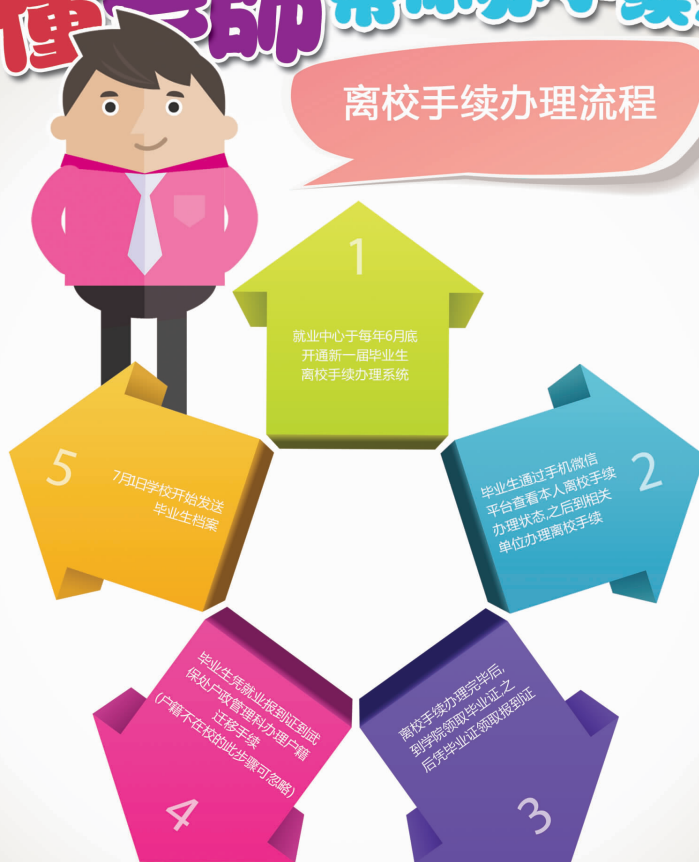 离校手续办理流程
1
就业中心于每年6月底
开通新一届毕业生
离校手续办理系统
2
毕业生通过手机微信
平台查看本人离校手续
办理状态,之后到相关
单位办理离校手续
3
离校手续办理完毕后,
到学院领取毕业证,之
后凭毕业证领取报到证
4
毕业生凭就业报到证到武
保处户政管理科办理户籍
迁移手续
(户籍不在校的此步骤可忽略)
5
7月1日学校开始发送
毕业生档案